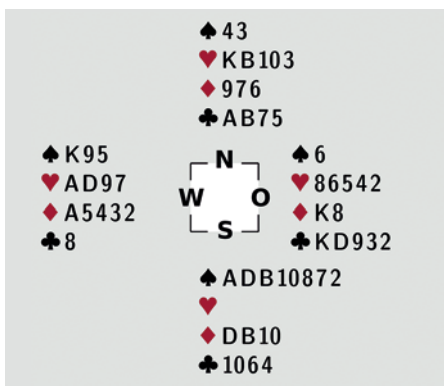 ♠ 43
♥ KB103
♦ 976
♣ AB75
♠ K95
♥ AD97
♦ A5432
♣ 8
N
W O
S
♠ 6
♥ 86542
♦ K8
♣ KD932
♠ ADB10872
♥
♦ DB10
♣ 1064